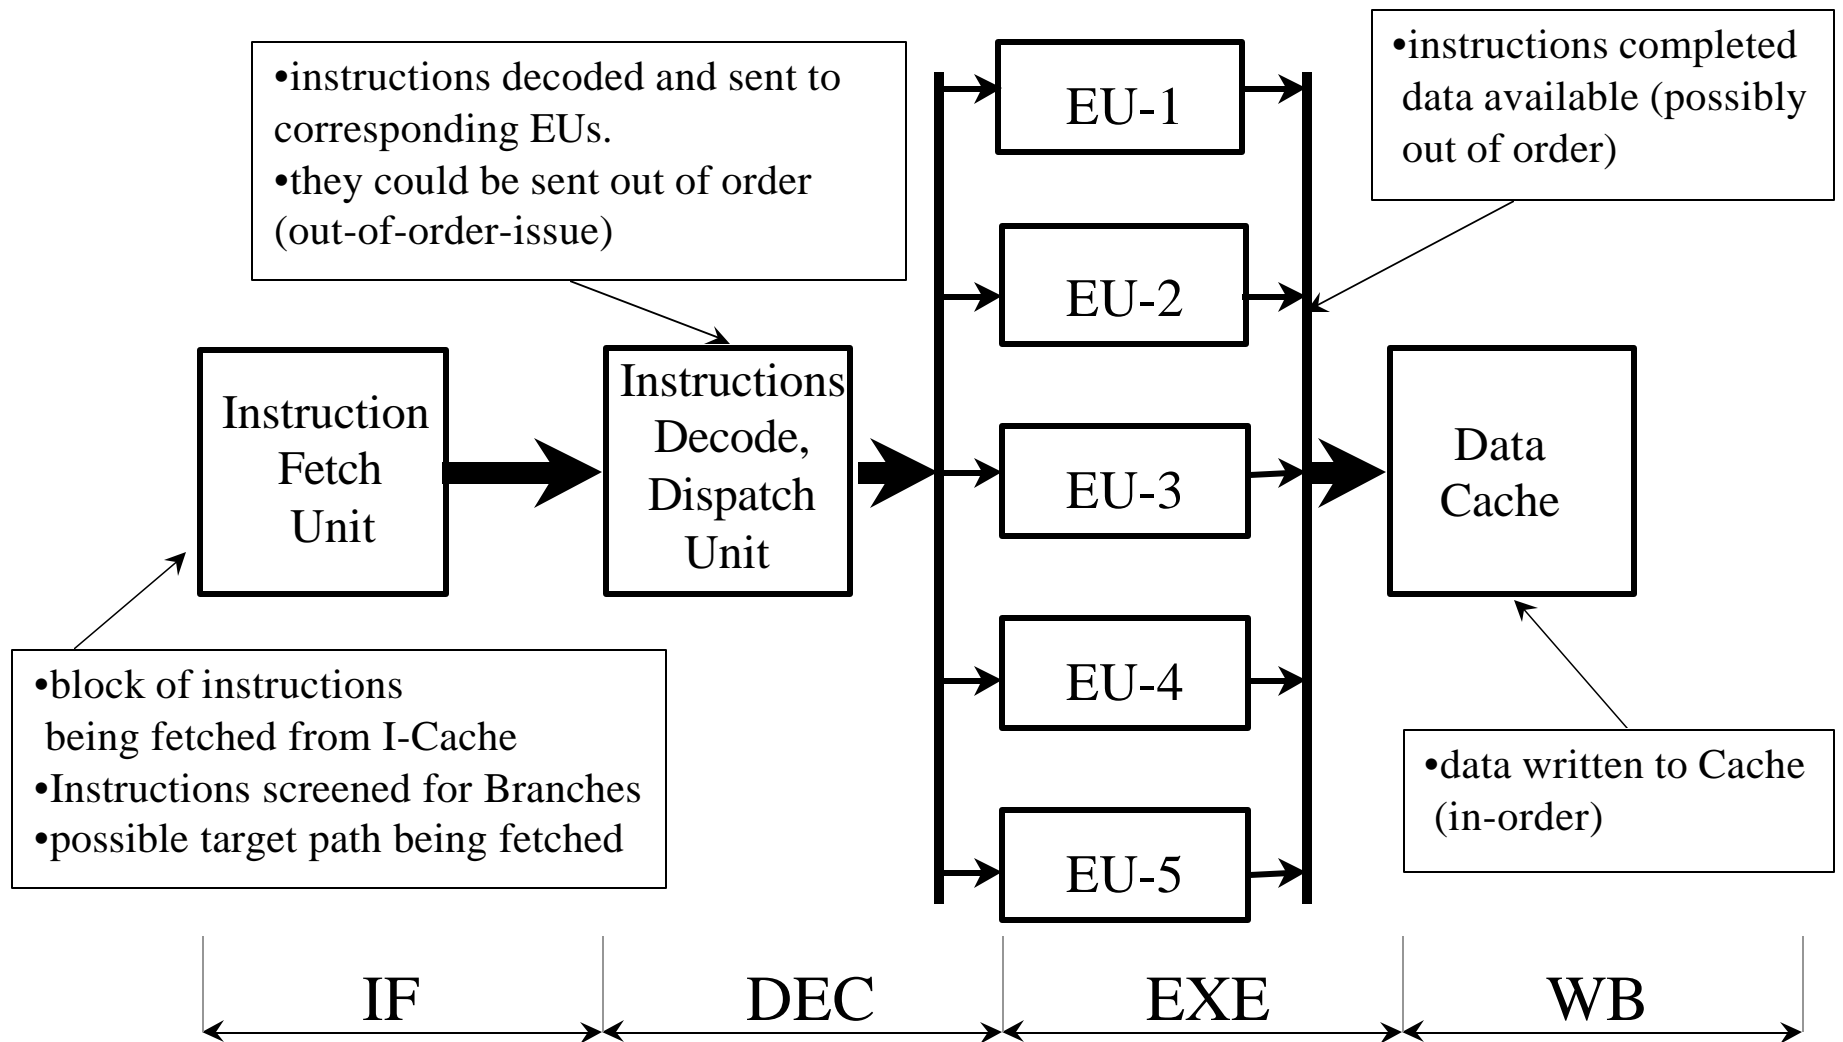 •instructions decoded and sent to
corresponding EUs.
•they could be sent out of order
(out-of-order-issue)
EU-1
•instructions completed
data available (possibly
out of order)
EU-2
Instruction
Fetch
Unit
Instructions
Decode,
Dispatch
Unit
EU-3
Data
Cache
EU-4
•block of instructions
being fetched from I-Cache
•Instructions screened for Branches
•possible target path being fetched
•data written to Cache
(in-order)
EU-5
IF
DEC
EXE
WB